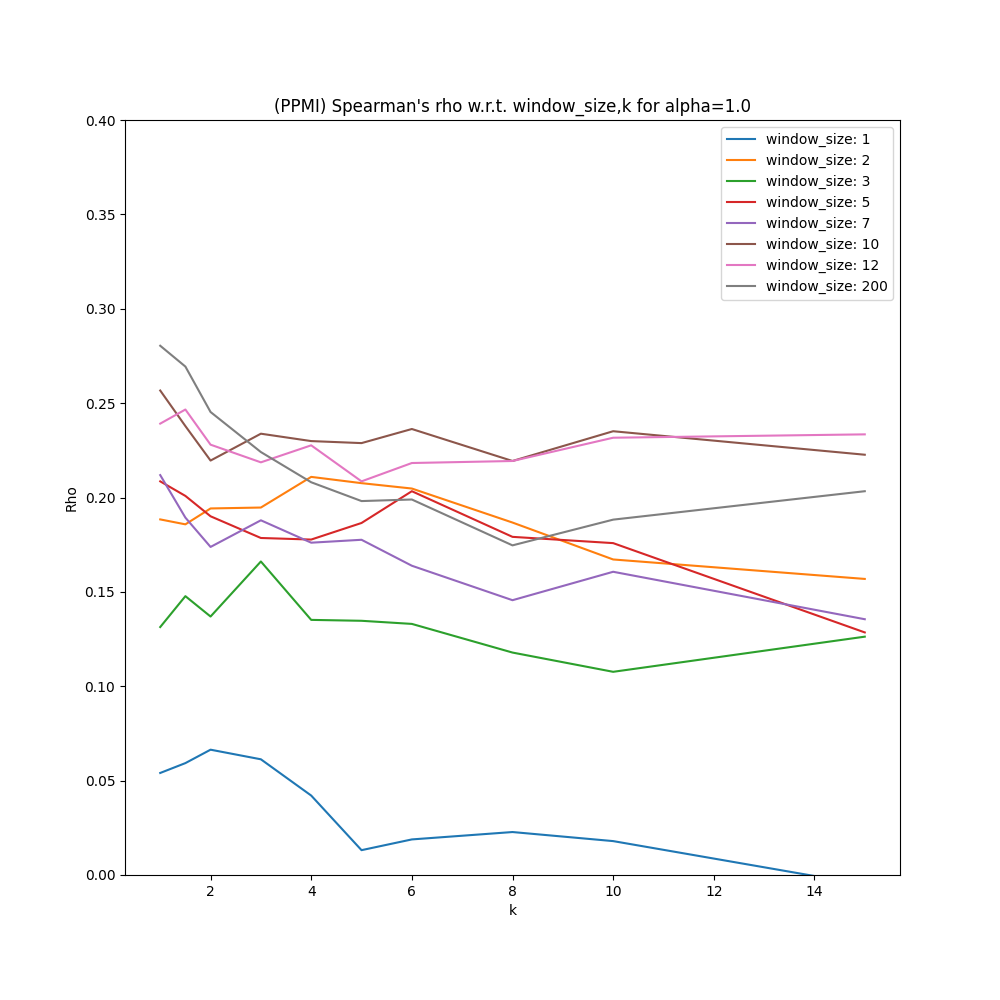 (PPMI) Spearman's rho w.r.t. window_size,k for alpha=1.0
0.40
0.35
0.30
0.25
0.20
0.15
0.10
0.05
0.00
Rho
window_size: 1
window_size: 2
window_size: 3
window_size: 5
window_size: 7
window_size: 10
window_size: 12
window_size: 200
2 4 6 8 10 12 14
k